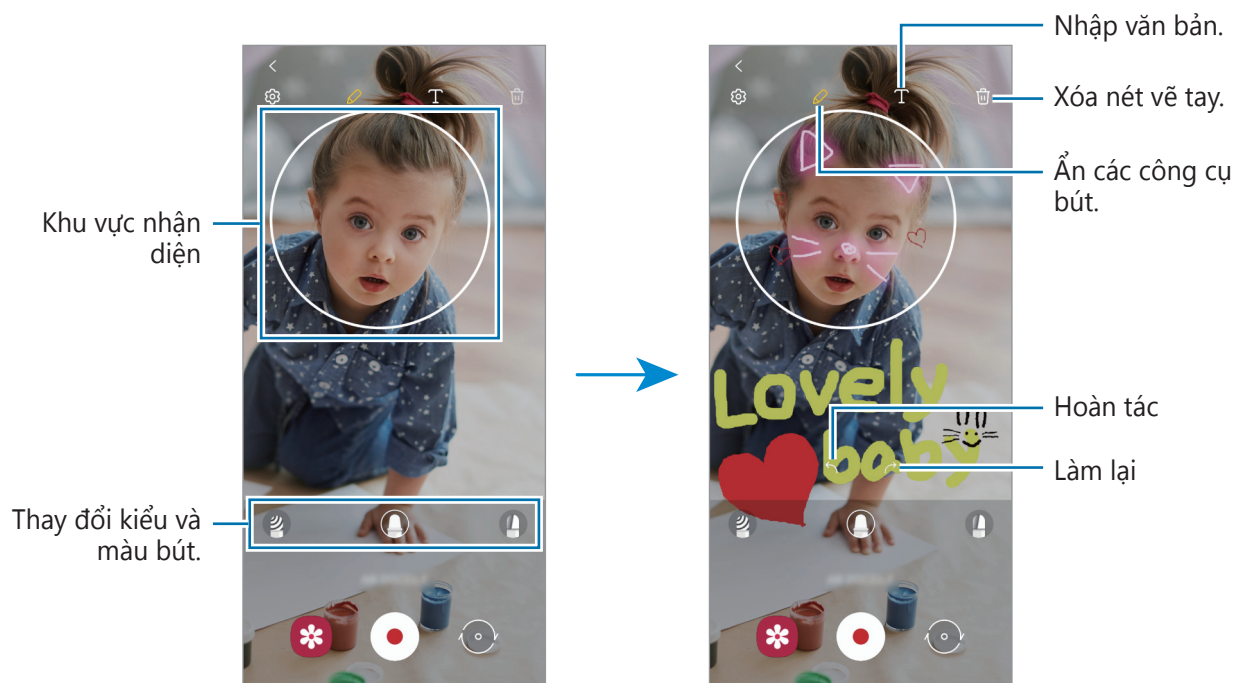 Nhập văn bản.
Xóa nét vẽ tay.
Ẩn các công cụ
bút.
Khu vực nhận
diện
Lovely
baby
Hoàn tác
Làm lại
Thay đổi kiểu và
màu bút.